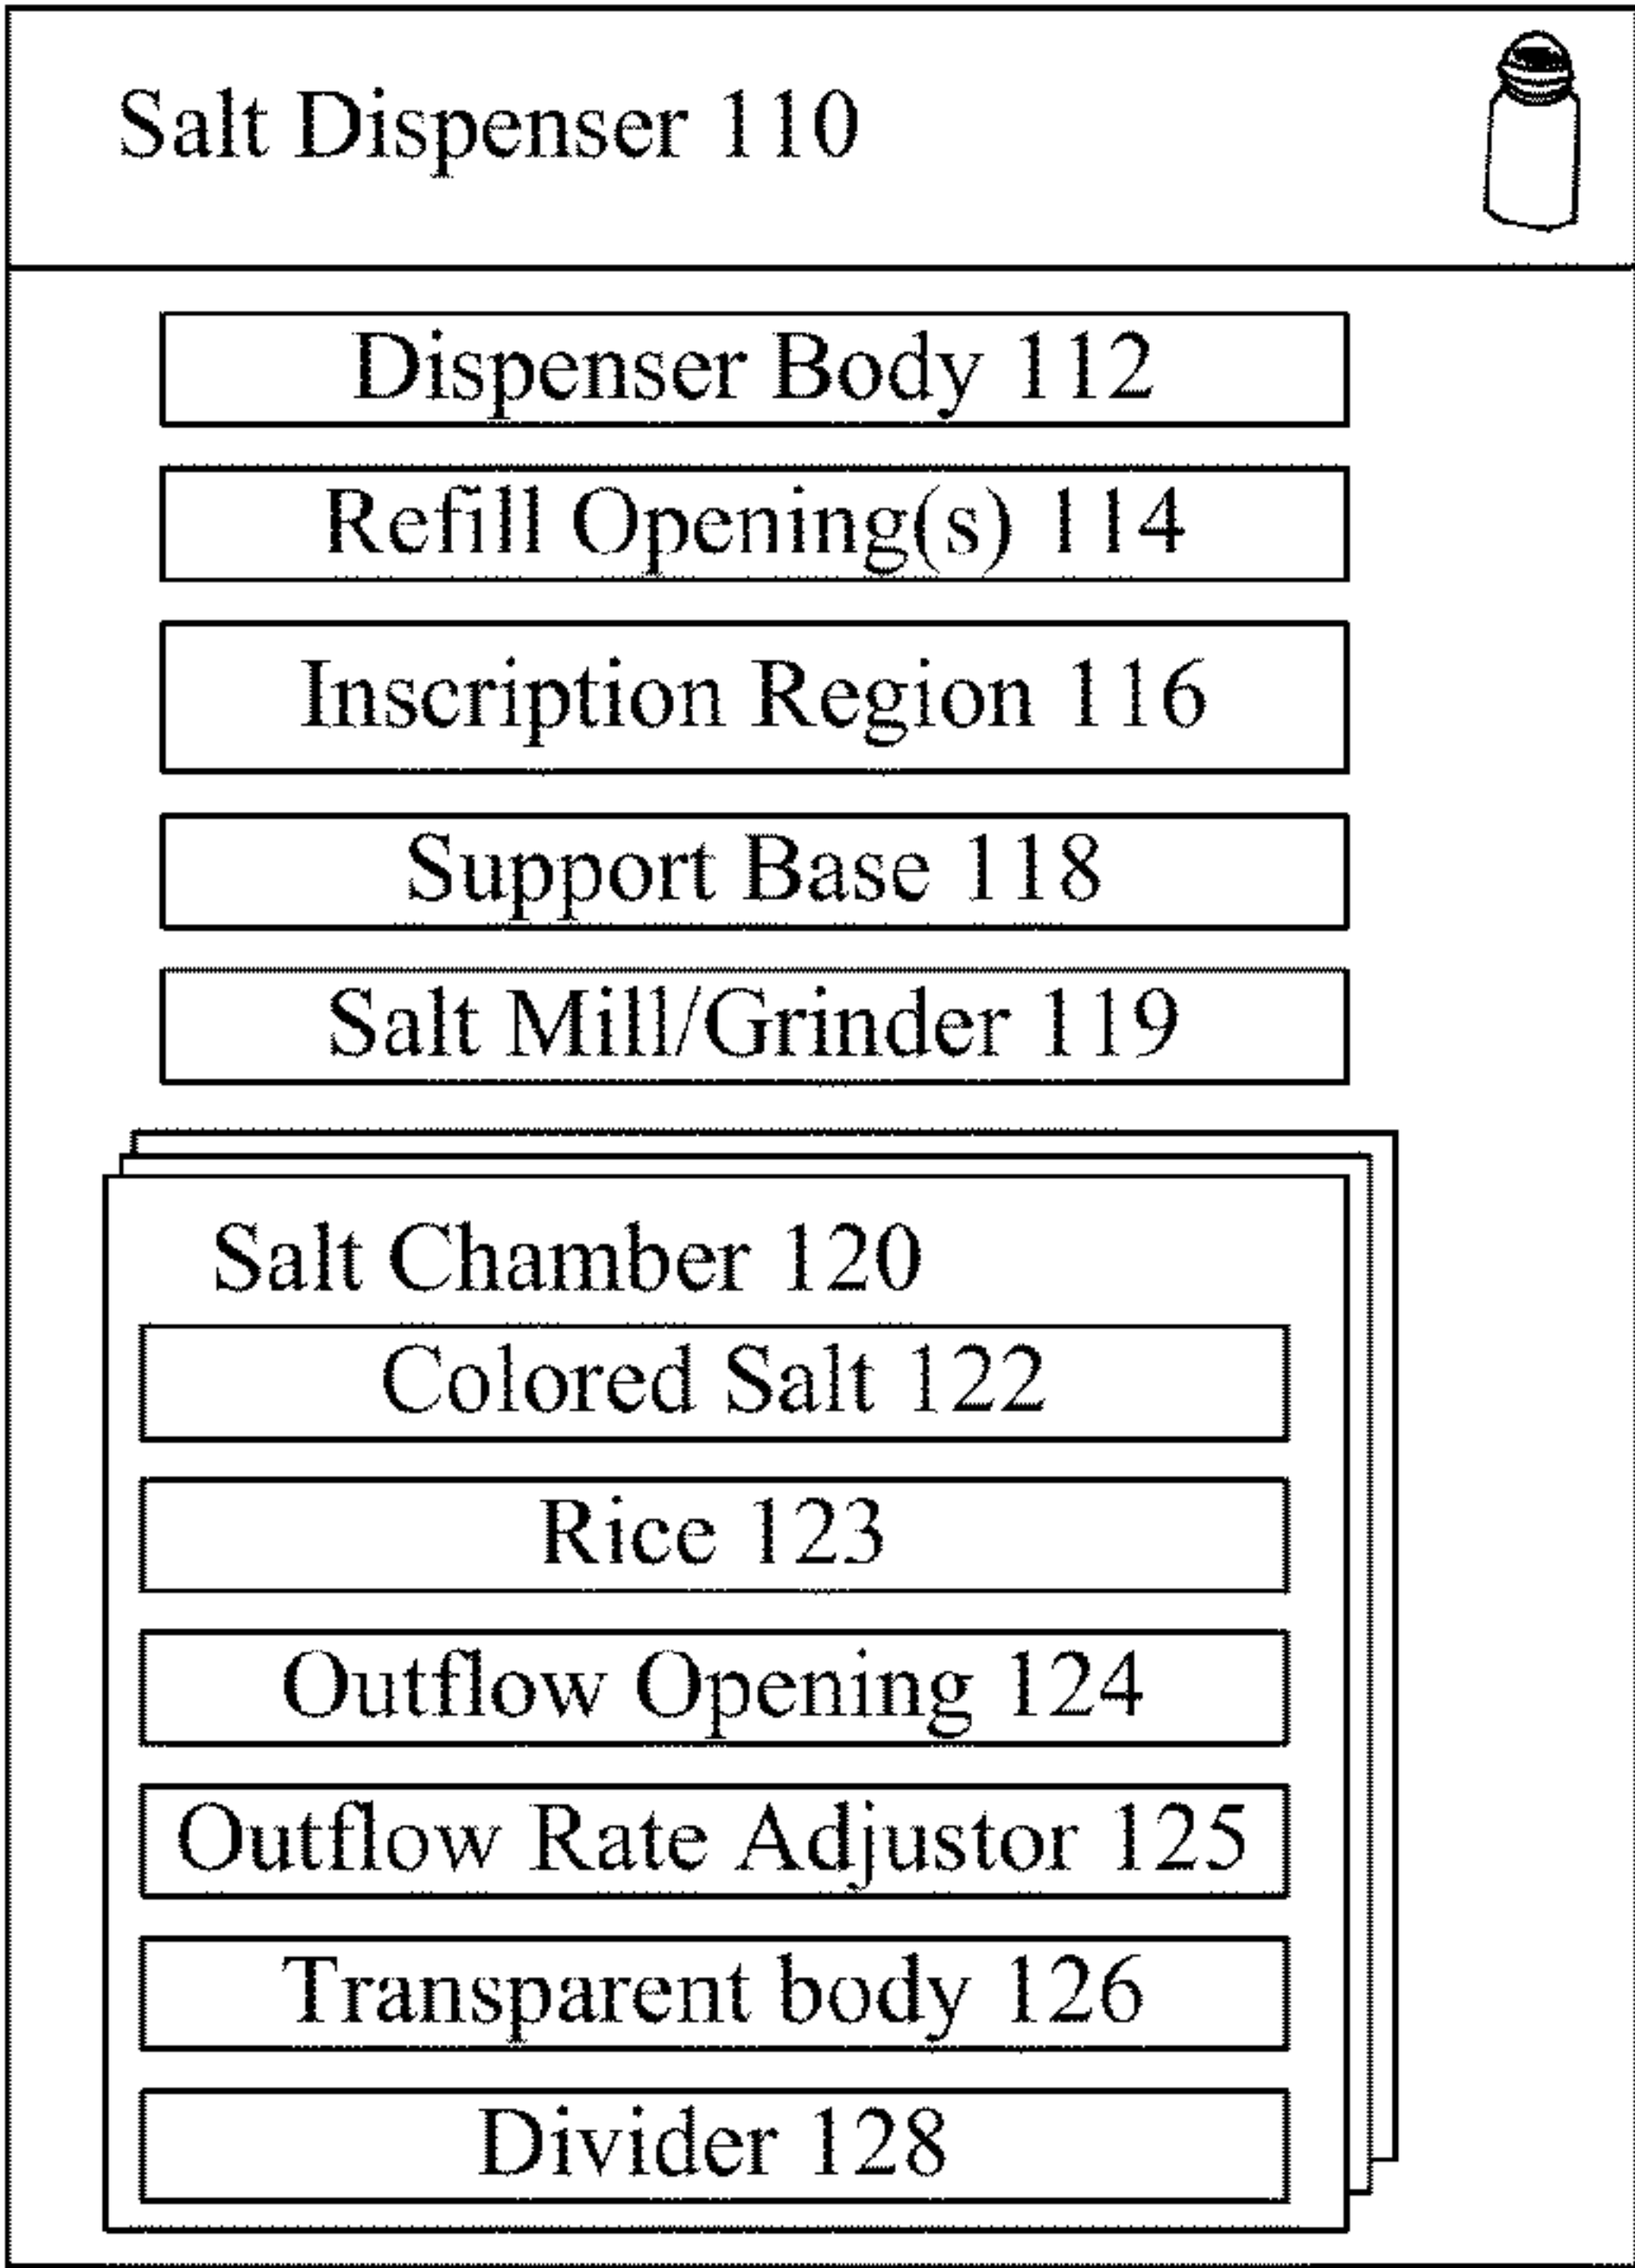 Salt Dispenser 110
Dispenser Body 112
Refill Opening(s) 114
Inscription Region 116
Support Base 118
Salt Mill/Grinder 119
Salt Chamber 120
Colored Salt 122
Rice 123
Outflow Opening 124
Outflow Rate Adjustor 125
Transparent body 126
Divider 128